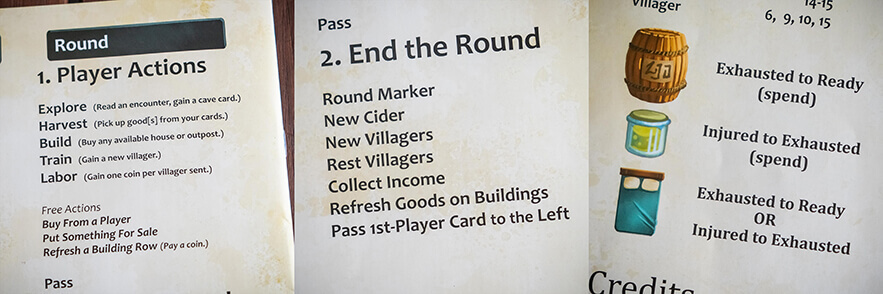 Round
1. Player Actions
Explore (Read an encounter, gain a cave card.)
Harvest (Pick up good[s] from your cards.)
Build (Buy any available house or outpost.)
Train (Gain a new villager.)
Labor (Gain one coin per villager sent.)
Free Actions
Buy From a Player
Put Something For Sale
Refresh a Building Row (Pay a coin.)
Pass
Pass
2. End the Round
Round Marker
New Cider
New Villagers
Rest Villagers
Collect Income
Refresh Goods on Buildings
Pass 1st-Player Card to the Left
Villager
14-15
6, 9, 10, 15
Exhausted to Ready
(spend)
Injured to Exhausted
(spend)
Exhausted to Ready
OR
Injured to Exhausted
Credits